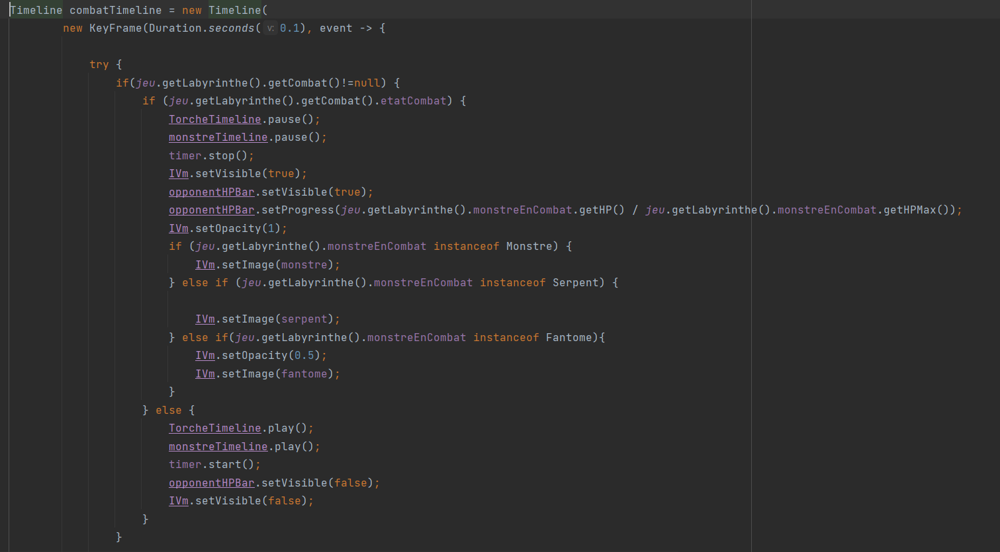 Timeline combatTimeline = new Timeline(
new KeyFrame(Duration.seconds( v: 0.1), event -> {
try {
if(jeu.getLabyrinthe().getCombat()!=null) {
if (jeu.getLabyrinthe().getCombat().etatCombat) {
TorcheTimeline.pause();
monstreTimeline.pause();
timer.stop();
IVm.setVisible(true);
opponentHPBar.setVisible(true);
opponentHPBar.setProgress(jeu.getLabyrinthe().monstreEnCombat.getHP() / jeu.getLabyrinthe().monstreEnCombat.getHPMax());
IVm.setOpacity(1);
if (jeu.getLabyrinthe().monstreEnCombat instanceof Monstre) {
IVm.setImage(monstre);
} else if (jeu.getLabyrinthe().monstreEnCombat instanceof Serpent) {
IVm.setImage(serpent);
} else if(jeu.getLabyrinthe().monstreEnCombat instanceof Fantome){
IVm.setOpacity(0.5);
IVm.setImage(fantome);
}
} else {
TorcheTimeline.play();
monstreTimeline.play();
timer.start();
opponentHPBar.setVisible(false);
IVm.setVisible(false);
}
}